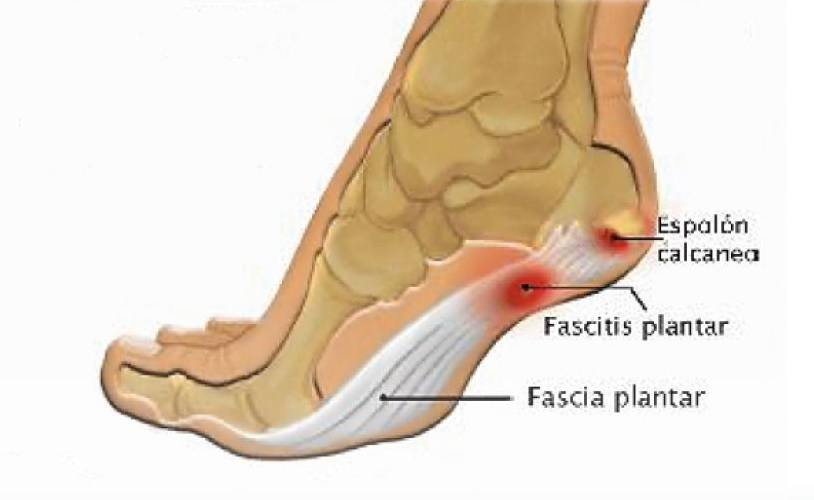 Espolón
calcanea
Fascitis plantar
Fascia plantar